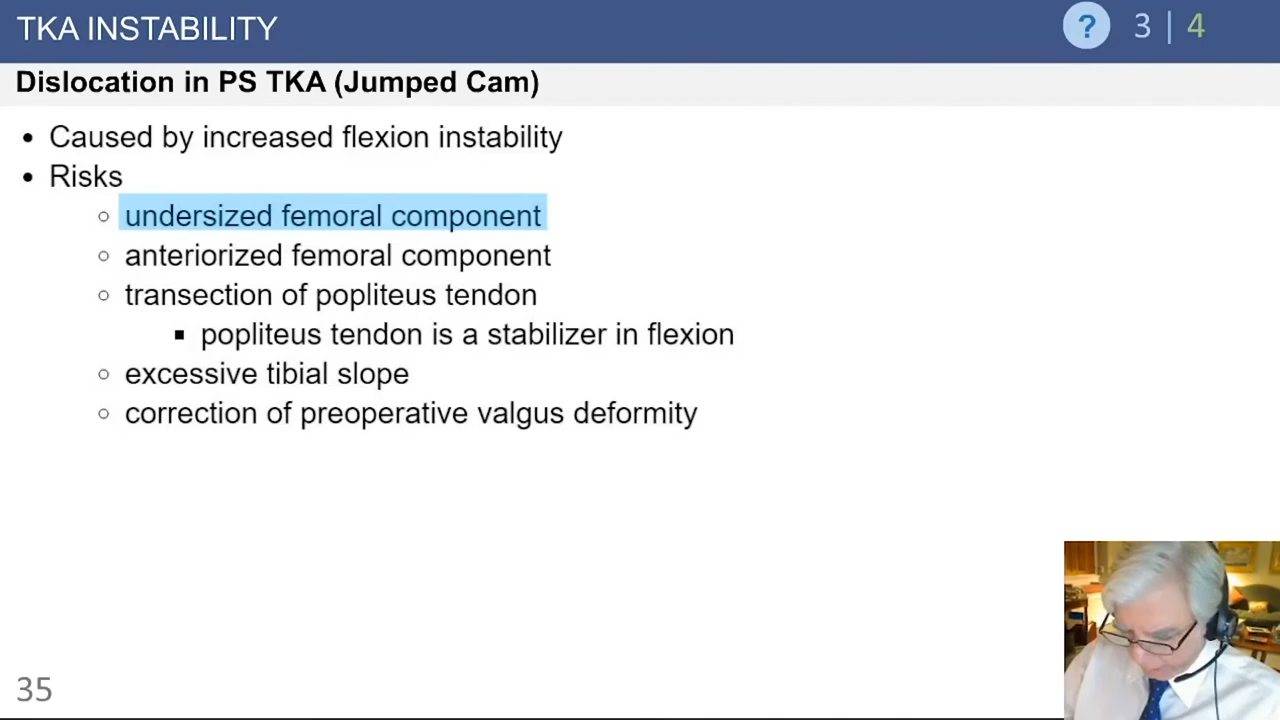 TKA INSTABILITY
? 3 | 4
Dislocation in PS TKA (Jumped Cam)
• Caused by increased flexion instability
• Risks
○ undersized femoral component
○ anteriorized femoral component
○ transection of popliteus tendon
▪ popliteus tendon is a stabilizer in flexion
○ excessive tibial slope
○ correction of preoperative valgus deformity
35